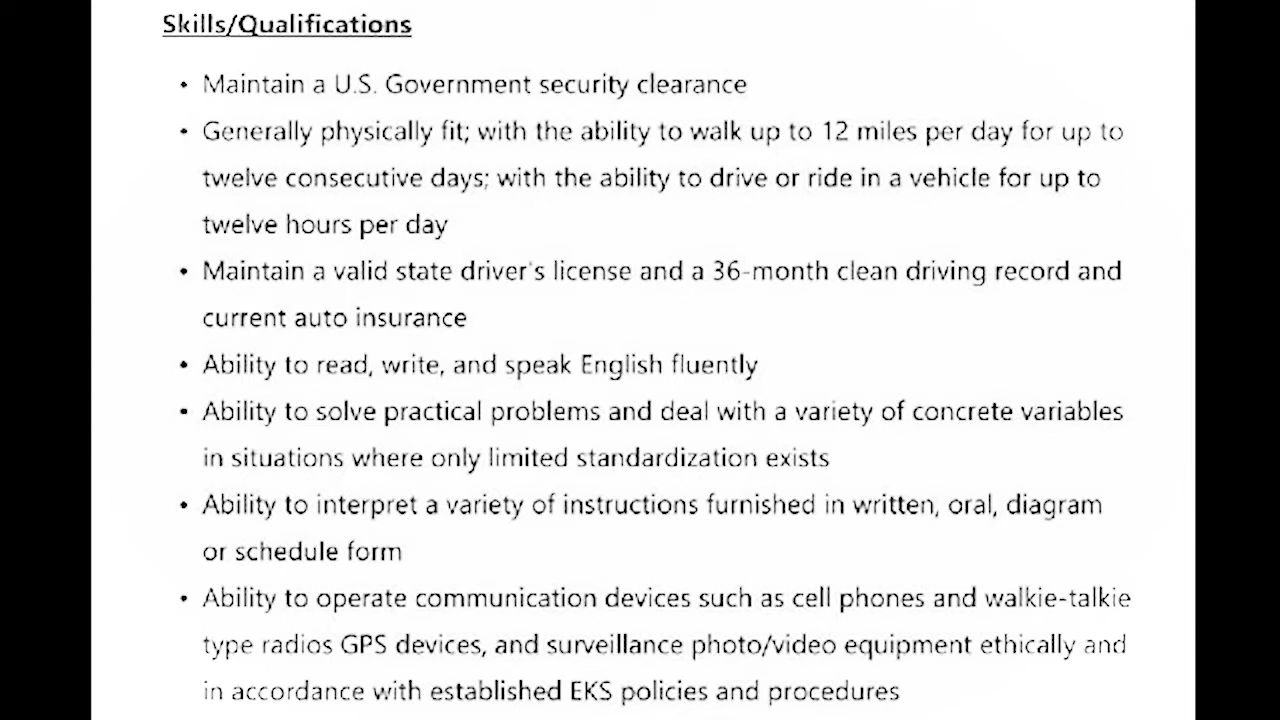 Skills/Qualifications
• Maintain a U.S. Government security clearance
• Generally physically fit; with the ability to walk up to 12 miles per day for up to
twelve consecutive days; with the ability to drive or ride in a vehicle for up to
twelve hours per day
• Maintain a valid state driver's license and a 36-month clean driving record and
current auto insurance
• Ability to read, write, and speak English fluently
• Ability to solve practical problems and deal with a variety of concrete variables
in situations where only limited standardization exists
• Ability to interpret a variety of instructions furnished in written, oral, diagram
or schedule form
• Ability to operate communication devices such as cell phones and walkie-talkie
type radios GPS devices, and surveillance photo/video equipment ethically and
in accordance with established EKS policies and procedures